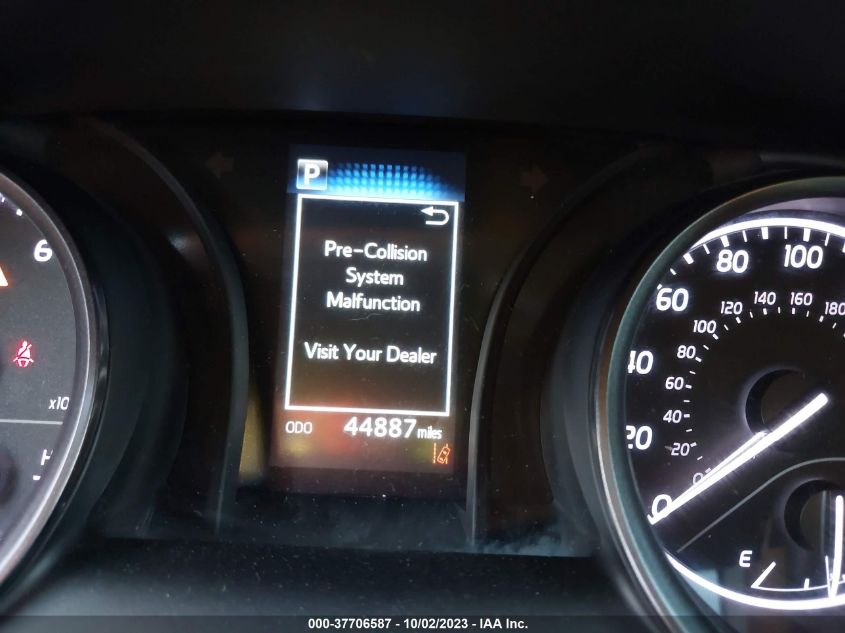 P
Pre-Collision
System
Malfunction
Visit Your Dealer
ODO 44887 miles
6
x10
H
0 20 40 60 80 100
0 20 40 60 80 100 120 140 160 180
E
000-37706587 - 10/02/2023 - IAA Inc.